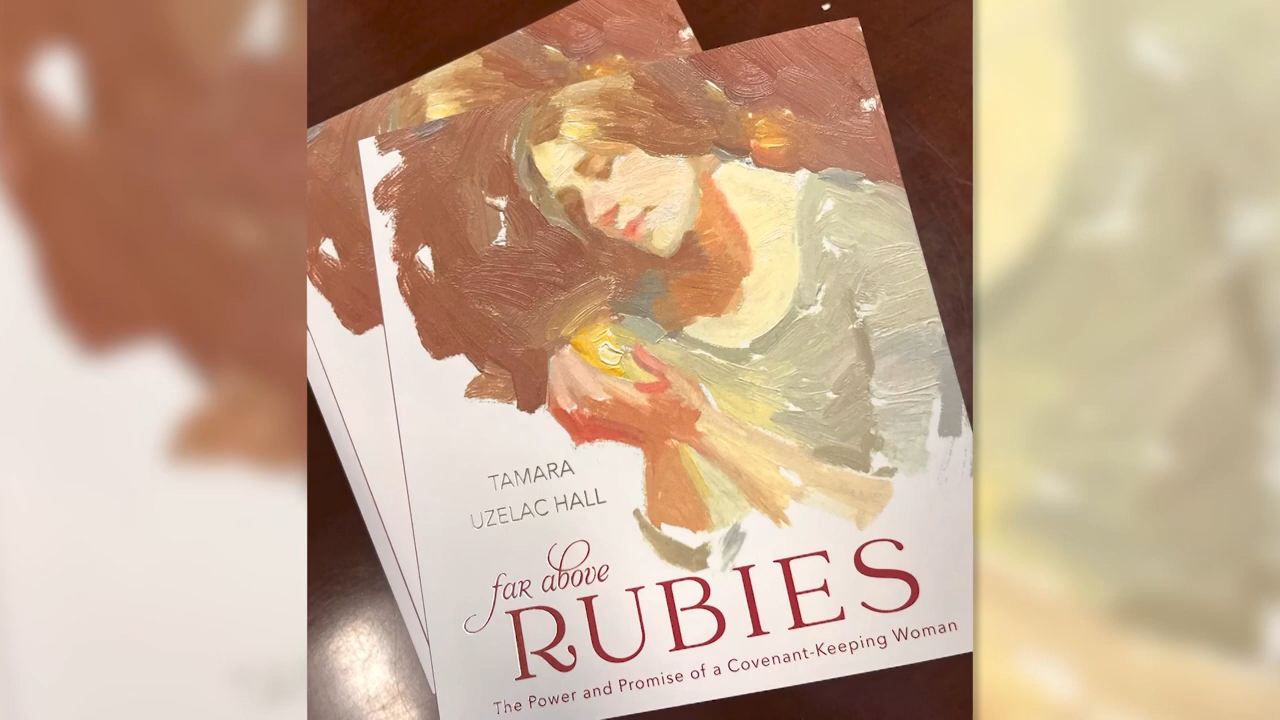 TAMARA
UZELAC HALL
far above
RUBIES
The Power and Promise of a Covenant-Keeping Woman